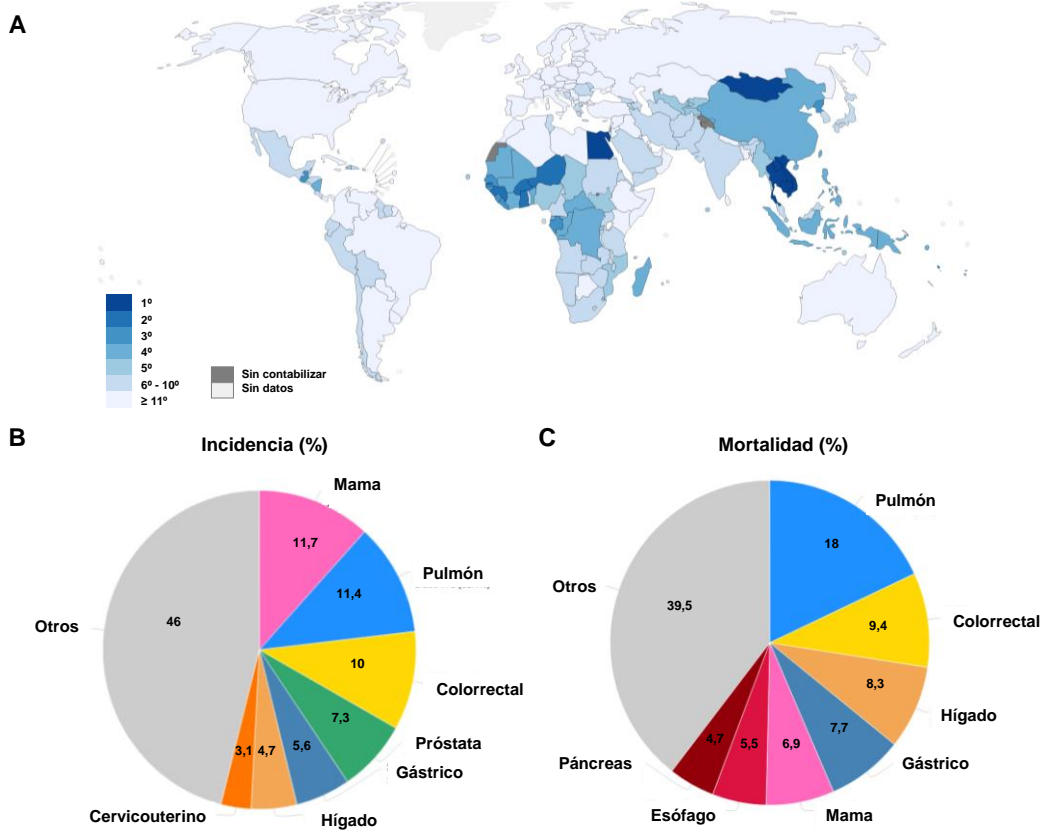 A
1º
2º
3º
4º
5º
6º - 10º
≥ 11º
Sin contabilizar
Sin datos
B
Incidencia (%)
Mama
11,7
Pulmón
11,4
Colorrectal
10
Próstata
7,3
Gástrico
5,6
Hígado
4,7
Cervicouterino
3,1
Otros
46
C
Mortalidad (%)
Pulmón
18
Colorrectal
9,4
Hígado
8,3
Gástrico
7,7
Mama
6,9
Esófago
5,5
Páncreas
4,7
Otros
39,5